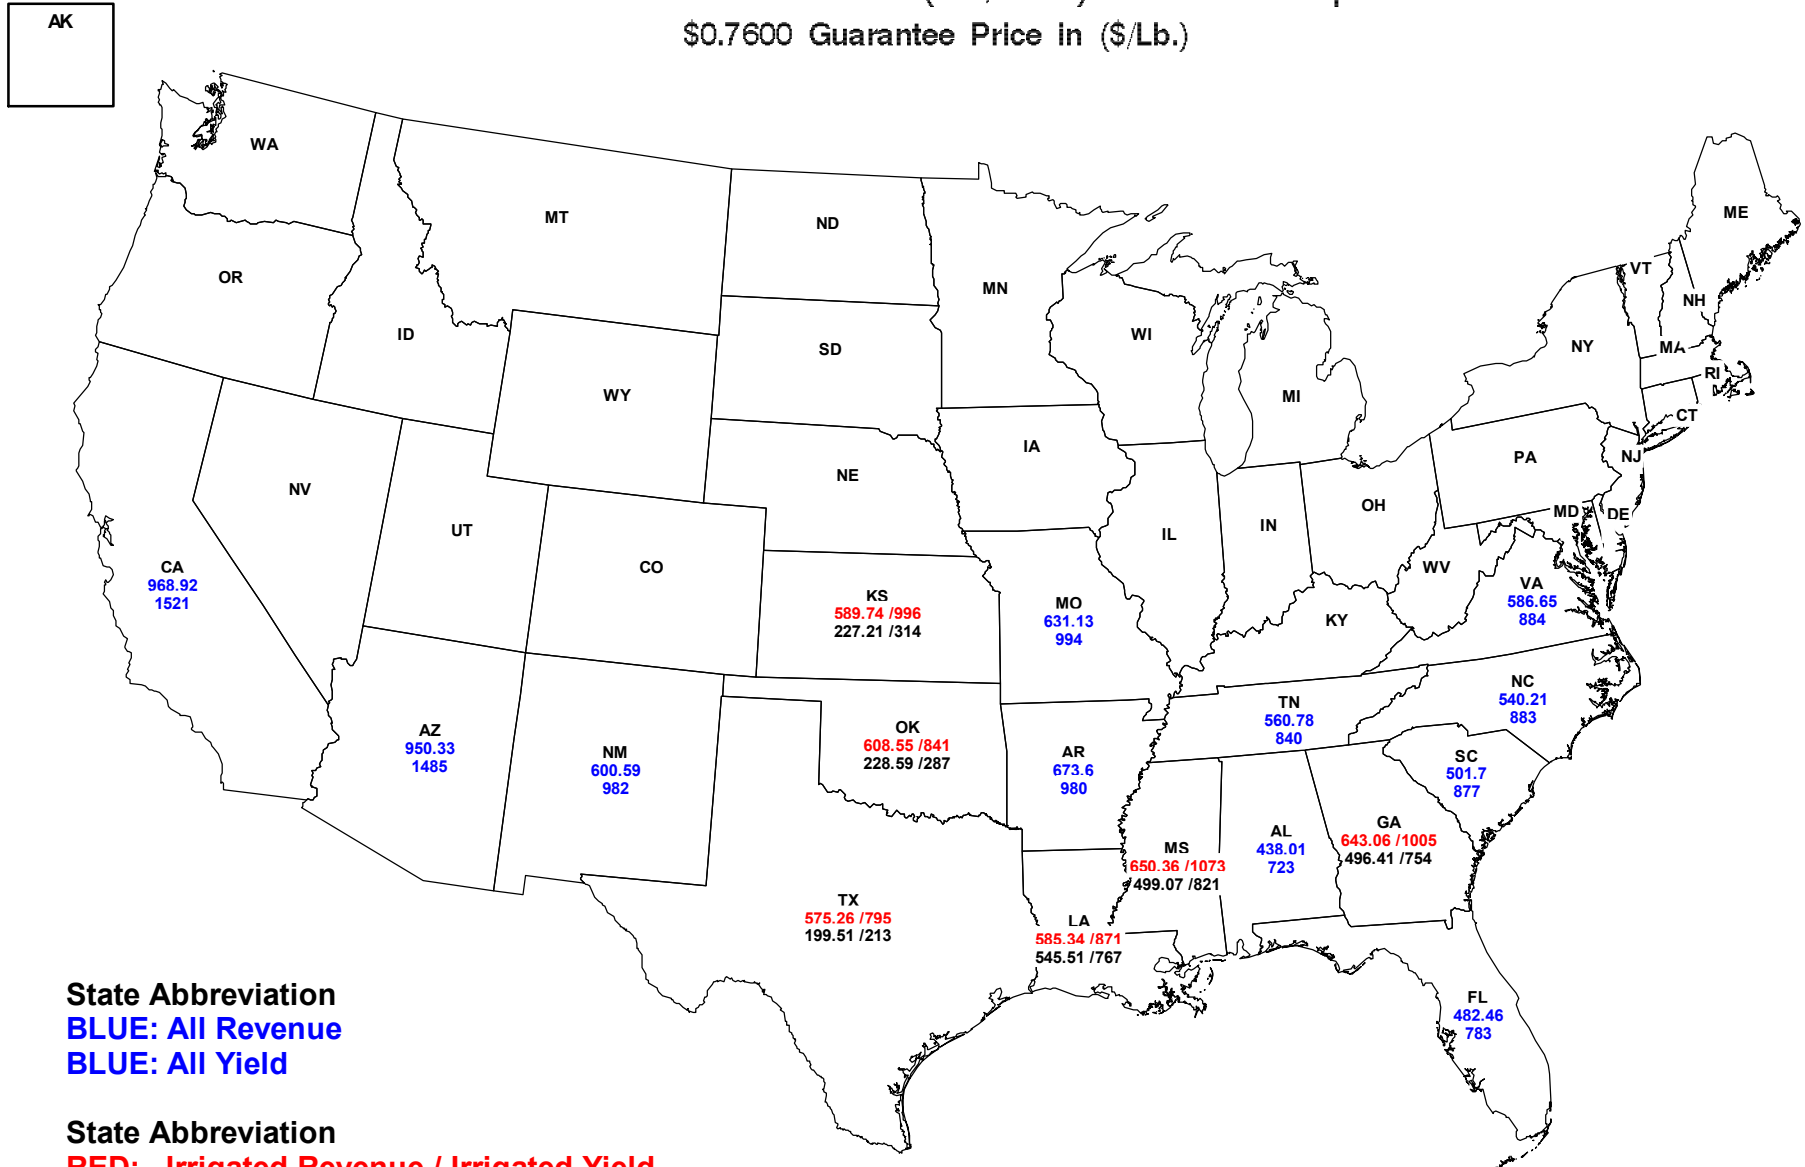 AK
$0.7600 Guarantee Price in ($/Lb.)
WA
MT
ND
MN
ME
OR
ID
SD
WI
VT
NH
NY
MA
RI
CT
WY
MI
IA
NE
PA
NJ
NV
UT
CO
IL
IN
OH
MD
DE
WV
KY
CA
968.92
1521
KS
589.74 /996
227.21 /314
MO
631.13
994
VA
586.65
884
NC
540.21
883
TN
560.78
840
AZ
950.33
1485
NM
600.59
982
OK
608.55 /841
228.59 /287
AR
673.6
980
SC
501.7
877
MS
650.36 /1073
499.07 /821
AL
438.01
723
GA
643.06 /1005
496.41 /754
TX
575.26 /795
199.51 /213
LA
585.34 /871
545.51 /767
FL
482.46
783
State Abbreviation
BLUE: All Revenue
BLUE: All Yield
State Abbreviation
RED: Irrigated Revenue / Irrigated Yield